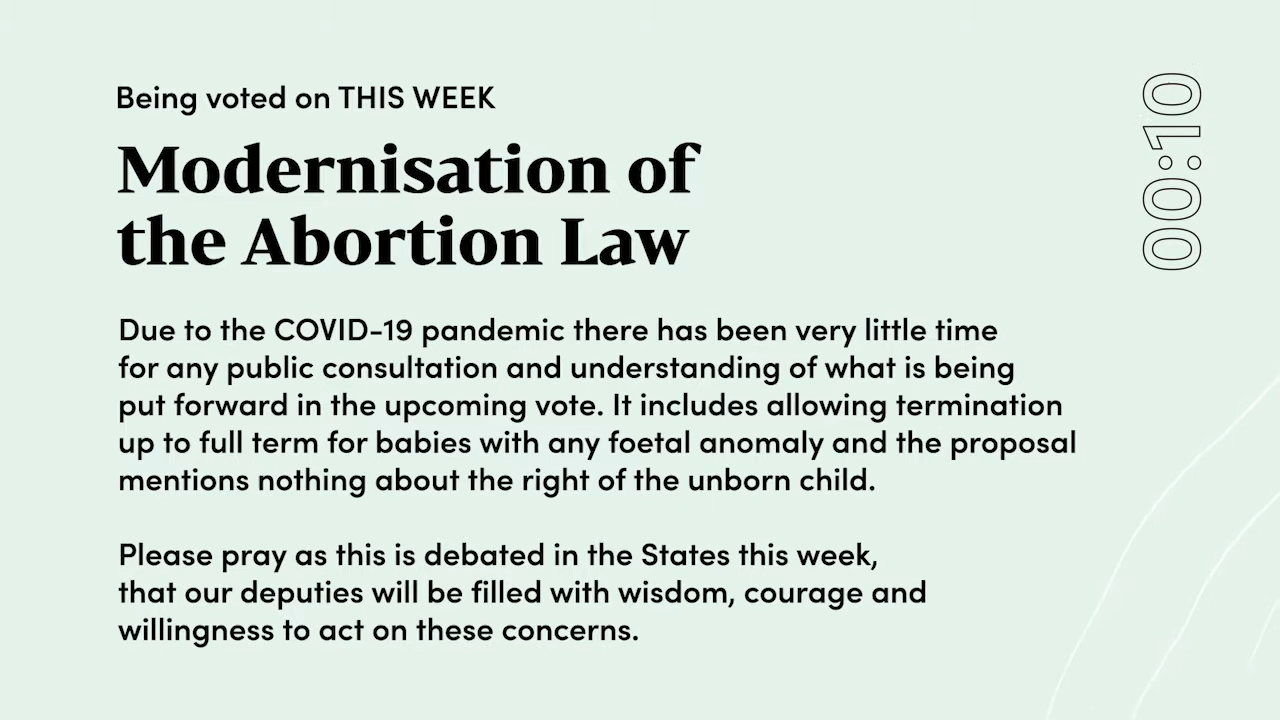 Being voted on THIS WEEK
Modernisation of
the Abortion Law
Due to the COVID-19 pandemic there has been very little time
for any public consultation and understanding of what is being
put forward in the upcoming vote. It includes allowing termination
up to full term for babies with any foetal anomaly and the proposal
mentions nothing about the right of the unborn child.
Please pray as this is debated in the States this week,
that our deputies will be filled with wisdom, courage and
willingness to act on these concerns.
00:10